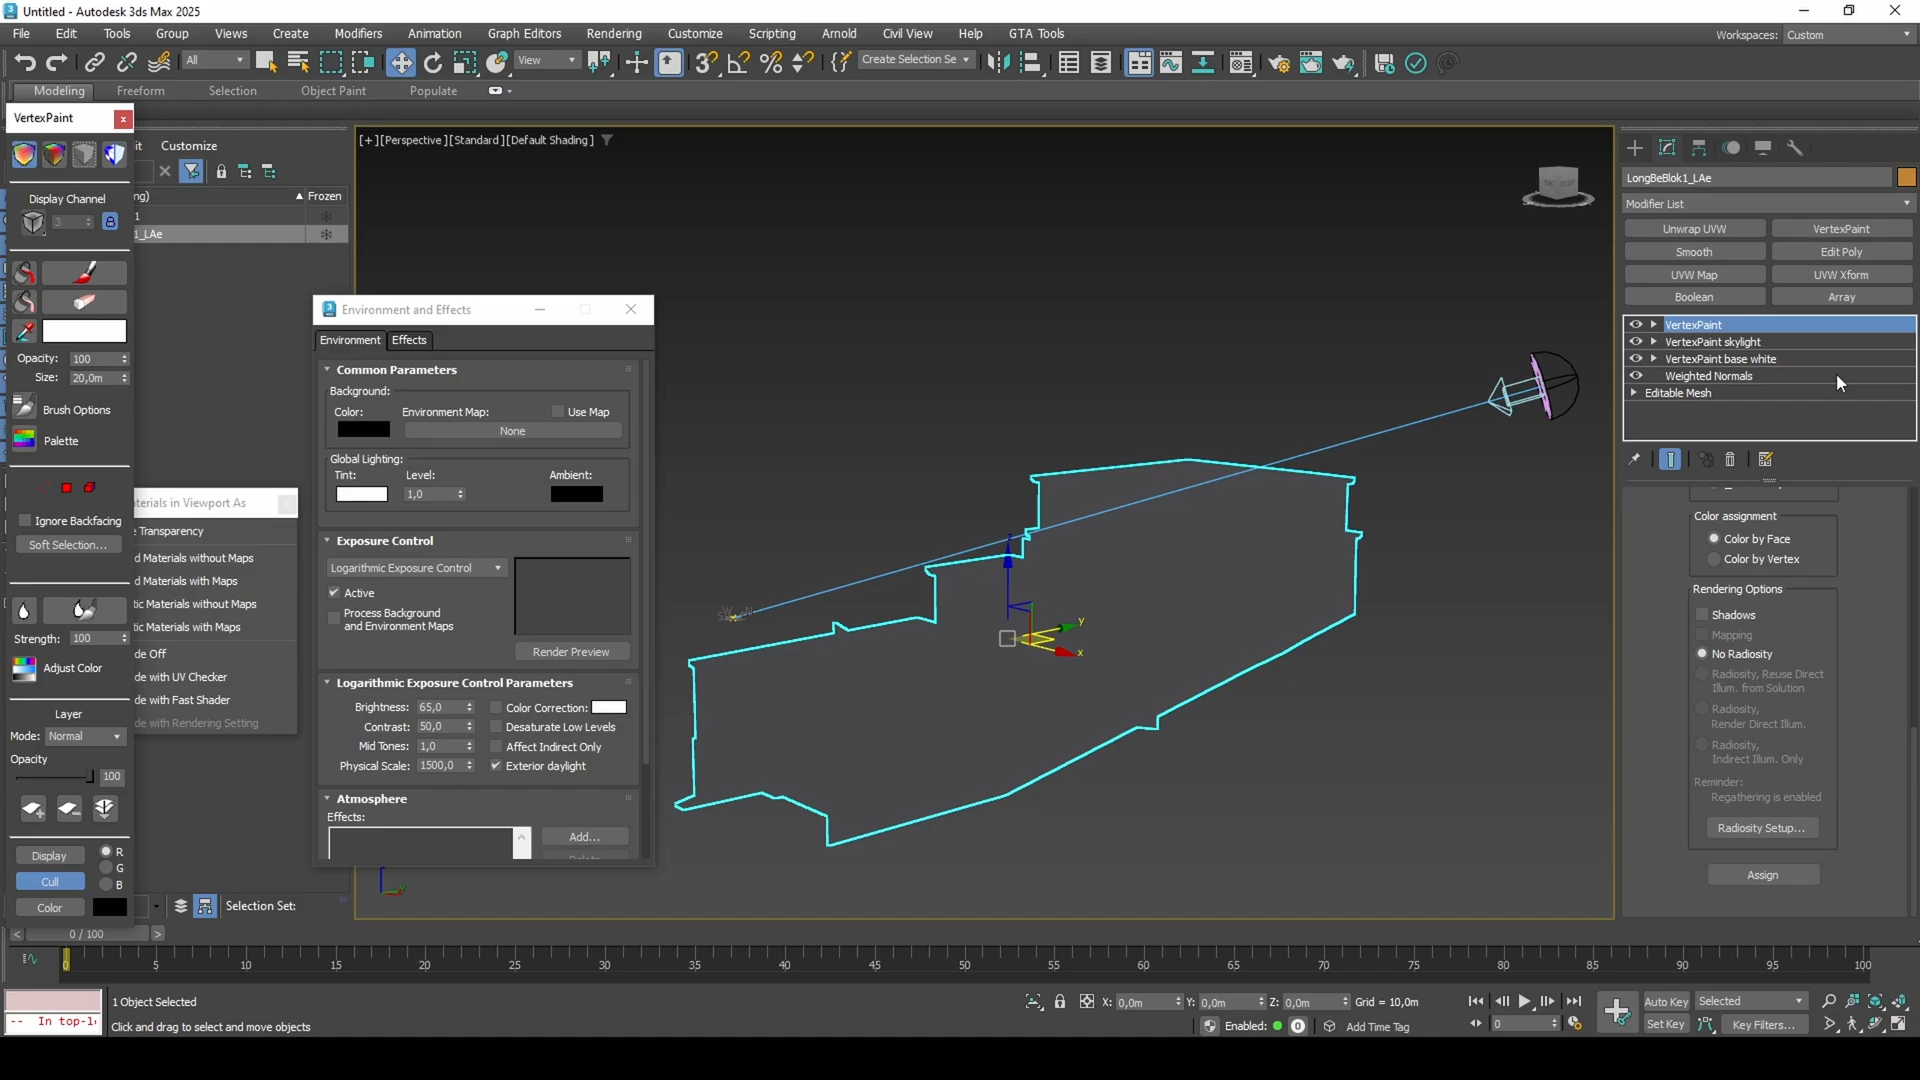 Untitled - Autodesk 3ds Max 2025
File Edit Tools Group Views Create Modifiers Animation Graph Editors Rendering Customize Scripting Arnold Civil View Help GTA Tools
Workspaces: Custom
All View Create Selection Se
Modeling Freeform Selection Object Paint Populate
VertexPaint
Customize
Frozen
1_LAe
Display Channel
3
Opacity: 100
Size: 20,0m
Brush Options
Palette
Ignore Backfacing
Soft Selection...
Strength: 100
Adjust Color
Layer
Mode: Normal
Opacity
100
Display R
G
Cull B
Color
terials in Viewport As
Transparency
d Materials without Maps
d Materials with Maps
tic Materials without Maps
tic Materials with Maps
de Off
de with UV Checker
de with Fast Shader
de with Rendering Setting
Selection Set:
[+][Perspective][Standard][Default Shading]
Environment and Effects
Environment Effects
Common Parameters
Background:
Color: Environment Map: Use Map
None
Global Lighting:
Tint: Level: Ambient:
1,0
Exposure Control
Logarithmic Exposure Control
Active
Process Background
and Environment Maps
Render Preview
Logarithmic Exposure Control Parameters
Brightness: 65,0 Color Correction:
Contrast: 50,0 Desaturate Low Levels
Mid Tones: 1,0 Affect Indirect Only
Physical Scale: 1500,0 Exterior daylight
Atmosphere
Effects:
Add...
y
x
LongBeBlok1_LAe
Modifier List
Unwrap UVW VertexPaint
Smooth Edit Poly
UVW Map UVW Xform
Boolean Array
VertexPaint
VertexPaint skylight
VertexPaint base white
Weighted Normals
Editable Mesh
Color assignment
Color by Face
Color by Vertex
Rendering Options
Shadows
Mapping
No Radiosity
Radiosity, Reuse Direct
Illum. from Solution
Radiosity,
Render Direct Illum.
Radiosity,
Indirect Illum. Only
Reminder:
Regathering is enabled
Radiosity Setup...
Assign
< 0 / 100 >
0 5 10 15 20 25 30 35 40 45 50 55 60 65 70 75 80 85 90 95 100
1 Object Selected
X: 0,0m Y: 0,0m Z: 0,0m Grid = 10,0m
Auto Key Selected
-- In top-l
Click and drag to select and move objects
Enabled: 0 Add Time Tag
0
Set Key Key Filters...